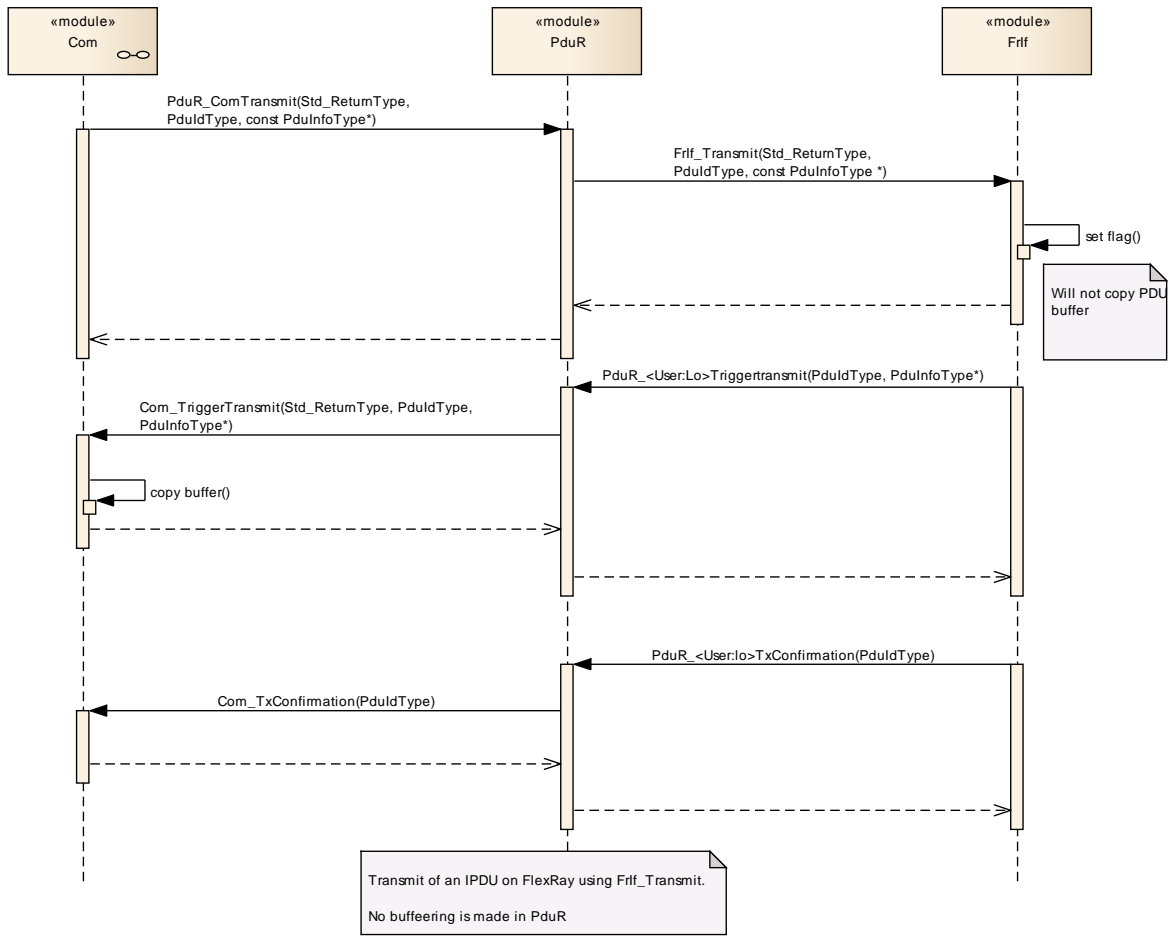 «module»
Com
«module»
PduR
«module»
FrIf
PduR_ComTransmit(Std_ReturnType,
PduIdType, const PduInfoType*)
FrIf_Transmit(Std_ReturnType,
PduIdType, const PduInfoType *)
set flag()
Will not copy PDU
buffer
PduR_<User:Lo>Triggertransmit(PduIdType, PduInfoType*)
Com_TriggerTransmit(Std_ReturnType, PduIdType,
PduInfoType*)
copy buffer()
PduR_<User:lo>TxConfirmation(PduIdType)
Com_TxConfirmation(PduIdType)
Transmit of an IPDU on FlexRay using FrIf_Transmit.
No buffeering is made in PduR